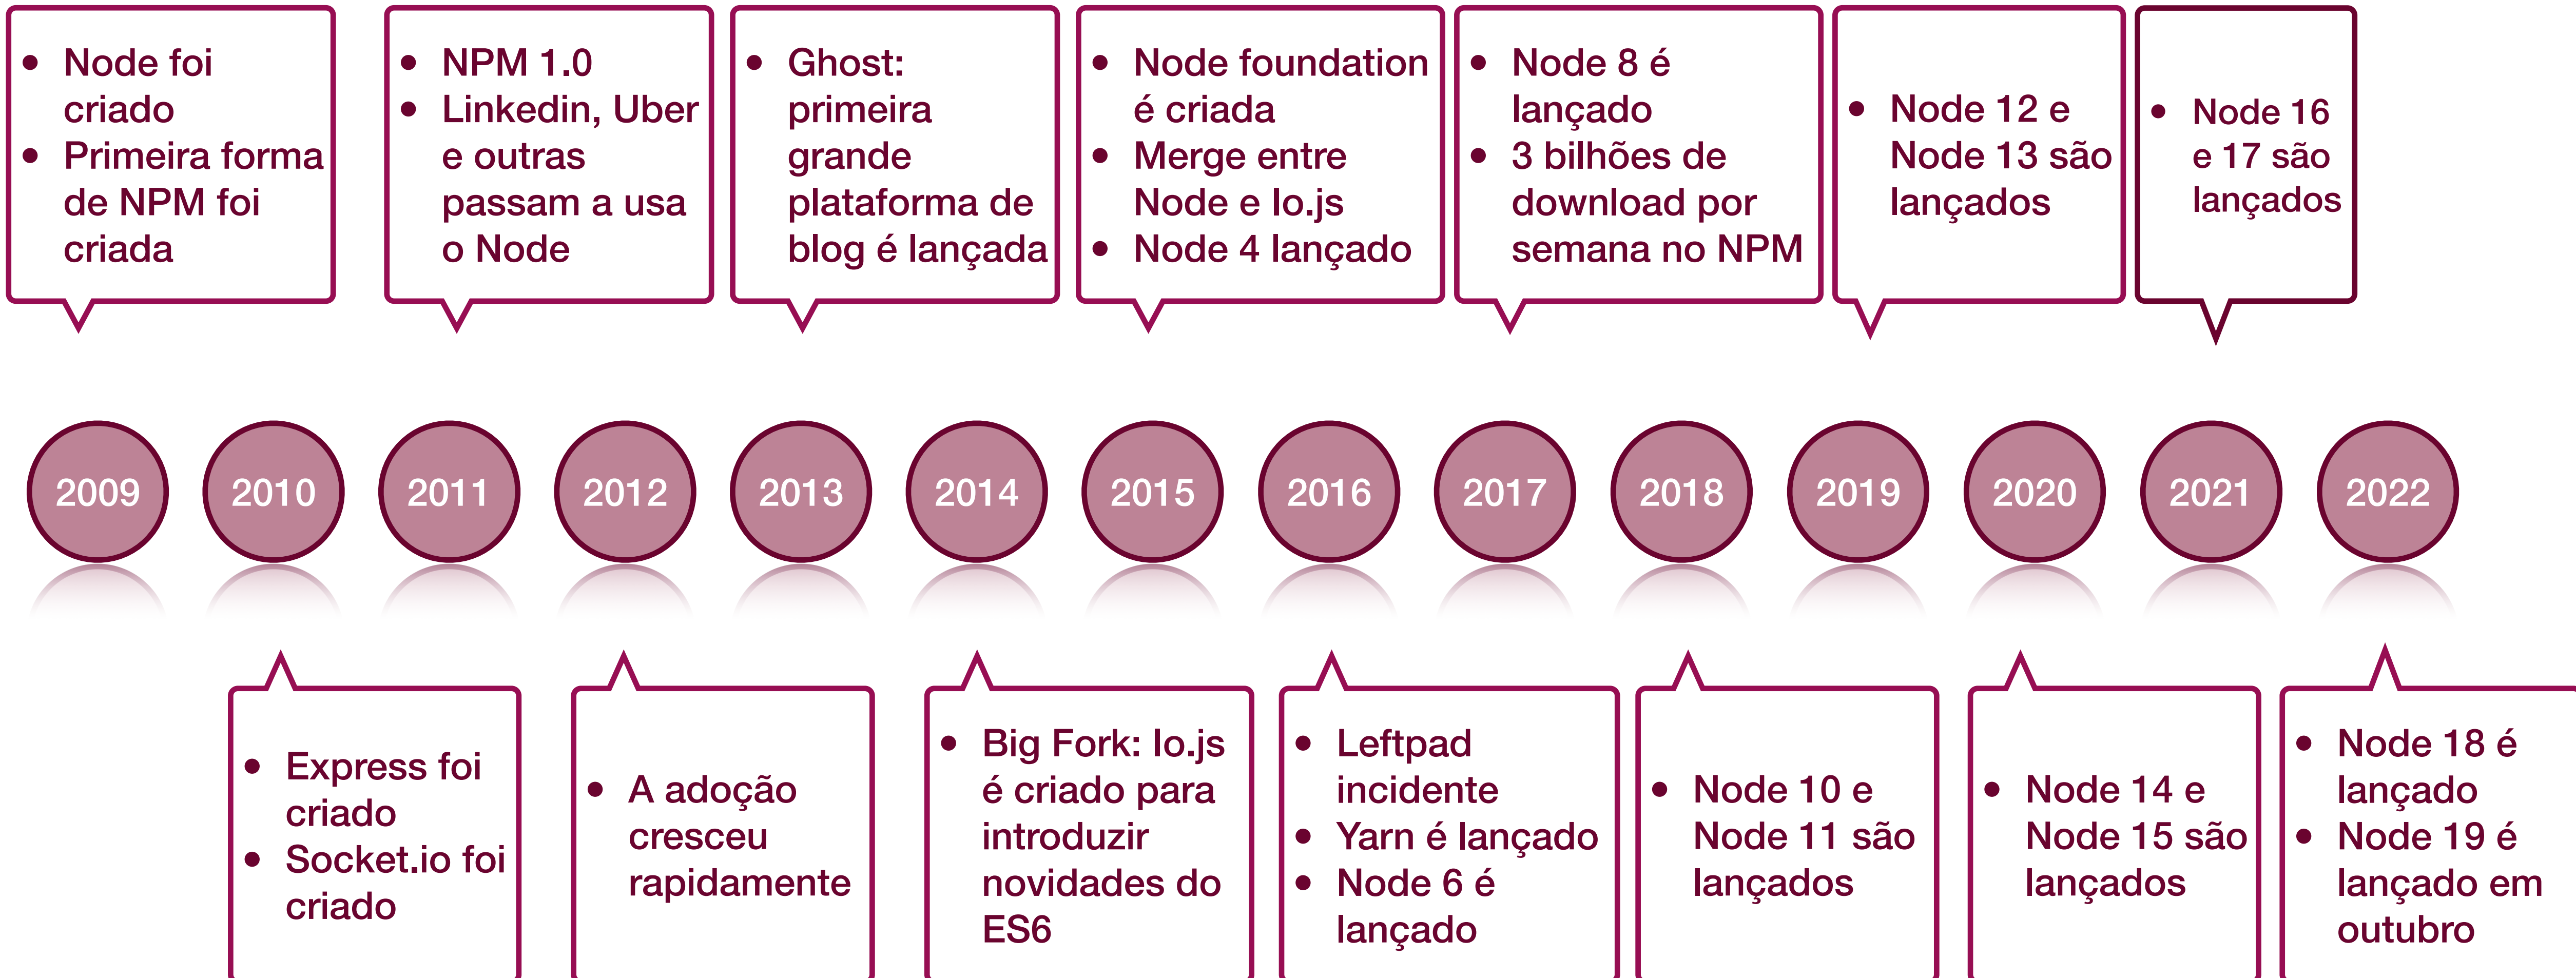 Node foi
criado
Primeira forma
de NPM foi
criada
NPM 1.0
Linkedin, Uber
e outras
passam a usa
o Node
Ghost:
primeira
grande
plataforma de
blog é lançada
Node foundation
é criada
Merge entre
Node e Io.js
Node 4 lançado
Node 8 é
lançado
3 bilhões de
download por
semana no NPM
Node 12 e
Node 13 são
lançados
Node 16
e 17 são
lançados
2009
2010
2011
2012
2013
2014
2015
2016
2017
2018
2019
2020
2021
2022
Express foi
criado
Socket.io foi
criado
A adoção
cresceu
rapidamente
Big Fork: Io.js
é criado para
introduzir
novidades do
ES6
Leftpad
incidente
Yarn é lançado
Node 6 é
lançado
Node 10 e
Node 11 são
lançados
Node 14 e
Node 15 são
lançados
Node 18 é
lançado
Node 19 é
lançado em
outubro